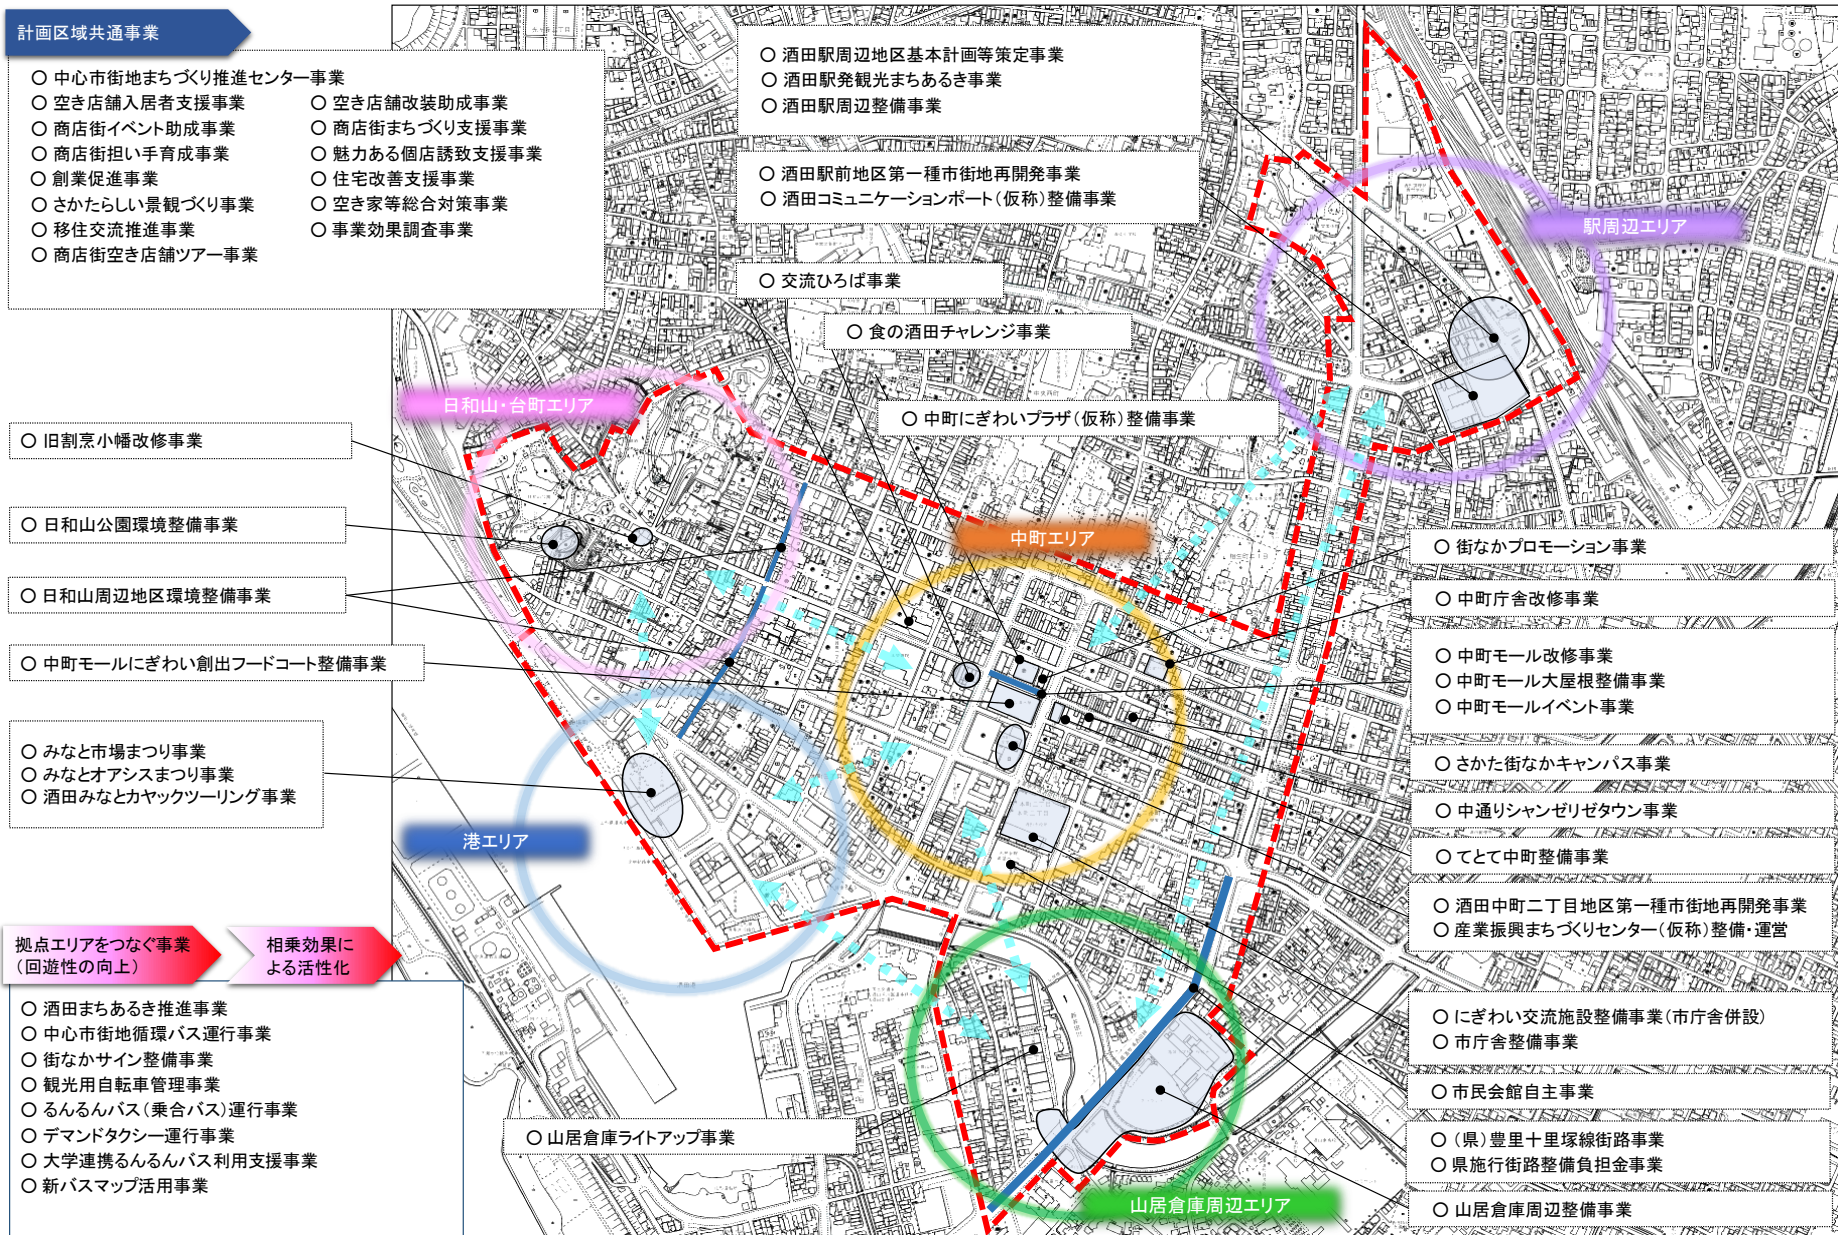 計画区域共通事業
○ 中心市街地まちづくり推進センター事業
○ 空き店舗入居者支援事業
○ 商店街イベント助成事業
○ 商店街担い手育成事業
○ 創業促進事業
○ さかたらしい景観づくり事業
○ 移住交流推進事業
○ 商店街空き店舗ツアー事業
○ 空き店舗改装助成事業
○ 商店街まちづくり支援事業
○ 魅力ある個店誘致支援事業
○ 住宅改善支援事業
○ 空き家等総合対策事業
○ 事業効果調査事業
○ 酒田駅周辺地区基本計画等策定事業
○ 酒田駅発観光まちあるき事業
○ 酒田駅周辺整備事業
○ 酒田駅前地区第一種市街地再開発事業
○ 酒田コミュニケーションポート(仮称)整備事業
○ 交流ひろば事業
○ 食の酒田チャレンジ事業
○ 中町にぎわいプラザ(仮称)整備事業
駅周辺エリア
日和山・台町エリア
中町エリア
港エリア
山居倉庫周辺エリア
○ 旧割烹小幡改修事業
○ 日和山公園環境整備事業
○ 日和山周辺地区環境整備事業
○ 中町モールにぎわい創出フードコート整備事業
○ みなと市場まつり事業
○ みなとオアシスまつり事業
○ 酒田みなとカヤックツーリング事業
○ 街なかプロモーション事業
○ 中町庁舎改修事業
○ 中町モール改修事業
○ 中町モール大屋根整備事業
○ 中町モールイベント事業
○ さかた街なかキャンパス事業
○ 中通りシャンゼリゼタウン事業
○ てとて中町整備事業
○ 酒田中町二丁目地区第一種市街地再開発事業
○ 産業振興まちづくりセンター(仮称)整備・運営
○ にぎわい交流施設整備事業(市庁舎併設)
○ 市庁舎整備事業
○ 市民会館自主事業
○ (県)豊里十里塚線街路事業
○ 県施行街路整備負担金事業
○ 山居倉庫周辺整備事業
○ 山居倉庫ライトアップ事業
拠点エリアをつなぐ事業
(回遊性の向上)
相乗効果に
よる活性化
○ 酒田まちあるき推進事業
○ 中心市街地循環バス運行事業
○ 街なかサイン整備事業
○ 観光用自転車管理事業
○ るんるんバス(乗合バス)運行事業
○ デマンドタクシー運行事業
○ 大学連携るんるんバス利用支援事業
○ 新バスマップ活用事業